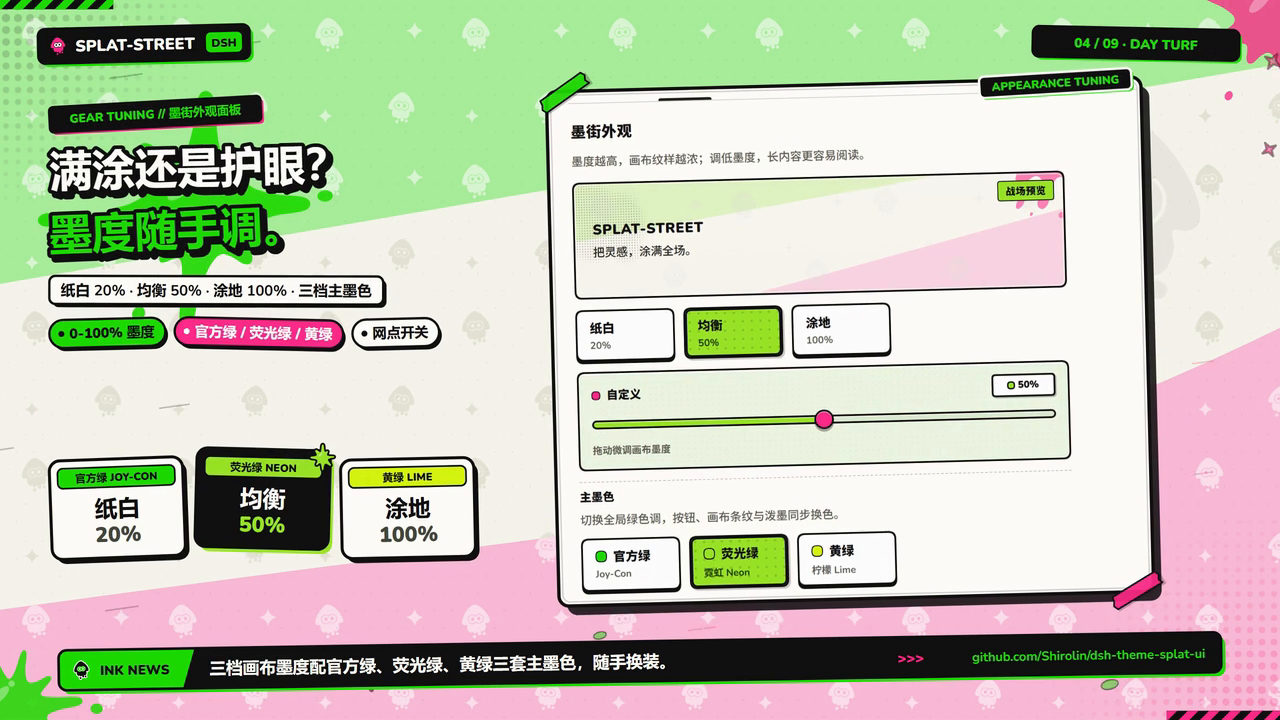 SPLAT-STREET DSH
04 / 09 · DAY TURF
GEAR TUNING // 墨街外观面板
满涂还是护眼?
墨度随手调。
纸白 20% · 均衡 50% · 涂地 100% · 三档主墨色
• 0-100% 墨度
• 官方绿 / 荧光绿 / 黄绿
• 网点开关
官方绿 JOY-CON
纸白
20%
荧光绿 NEON
均衡
50%
黄绿 LIME
涂地
100%
APPEARANCE TUNING
墨街外观
墨度越高，画布纹样越浓；调低墨度，长内容更容易阅读。
战场预览
SPLAT-STREET
把灵感，涂满全场。
纸白
20%
均衡
50%
涂地
100%
自定义
50%
拖动微调画布墨度
主墨色
切换全局绿色调，按钮、画布条纹与泼墨同步换色。
官方绿
Joy-Con
荧光绿
霓虹 Neon
黄绿
柠檬 Lime
INK NEWS
三档画布墨度配官方绿、荧光绿、黄绿三套主墨色，随手换装。
>>>
github.com/Shirolin/dsh-theme-splat-ui